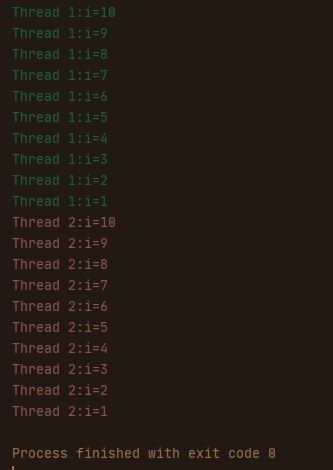 Thread 1:i=10
Thread 1:i=9
Thread 1:i=8
Thread 1:i=7
Thread 1:i=6
Thread 1:i=5
Thread 1:i=4
Thread 1:i=3
Thread 1:i=2
Thread 1:i=1
Thread 2:i=10
Thread 2:i=9
Thread 2:i=8
Thread 2:i=7
Thread 2:i=6
Thread 2:i=5
Thread 2:i=4
Thread 2:i=3
Thread 2:i=2
Thread 2:i=1
Process finished with exit code 0